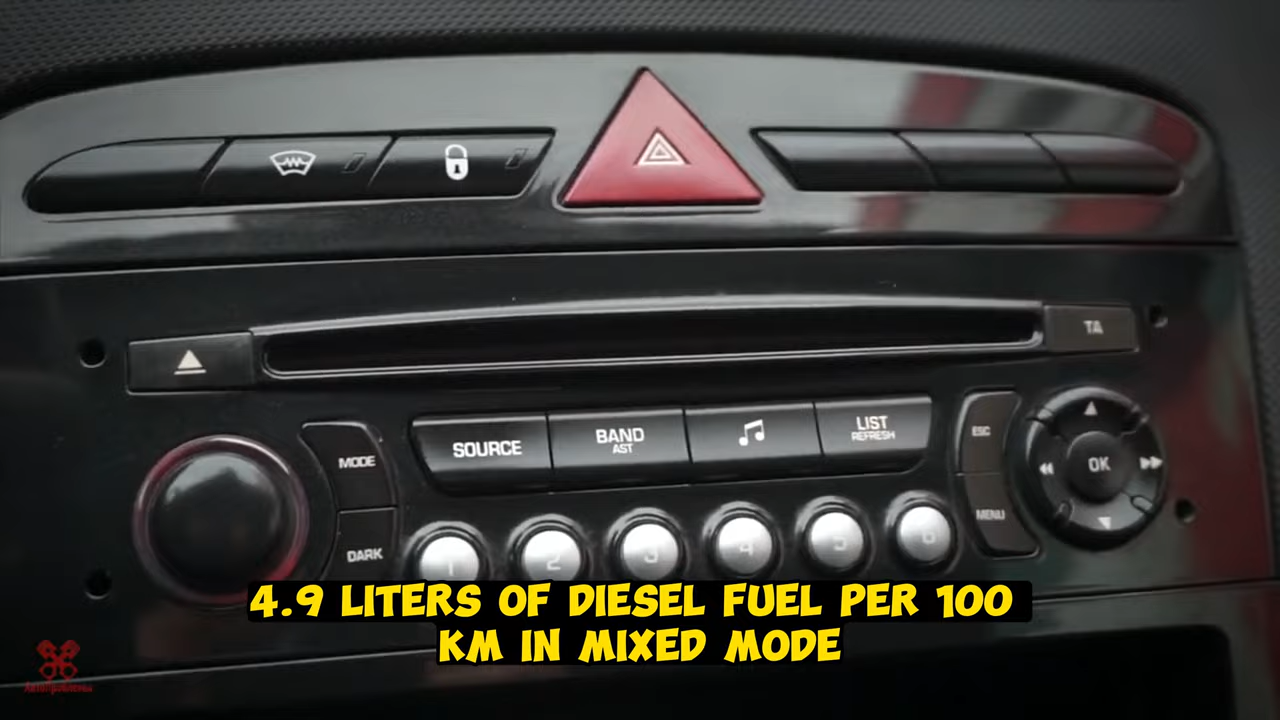 TA
SOURCE
BAND
AST
LIST
REFRESH
MODE
ESC
OK
MENU
DARK
1
2
3
4
5
6
4.9 LITERS OF DIESEL FUEL PER 100
KM IN MIXED MODE